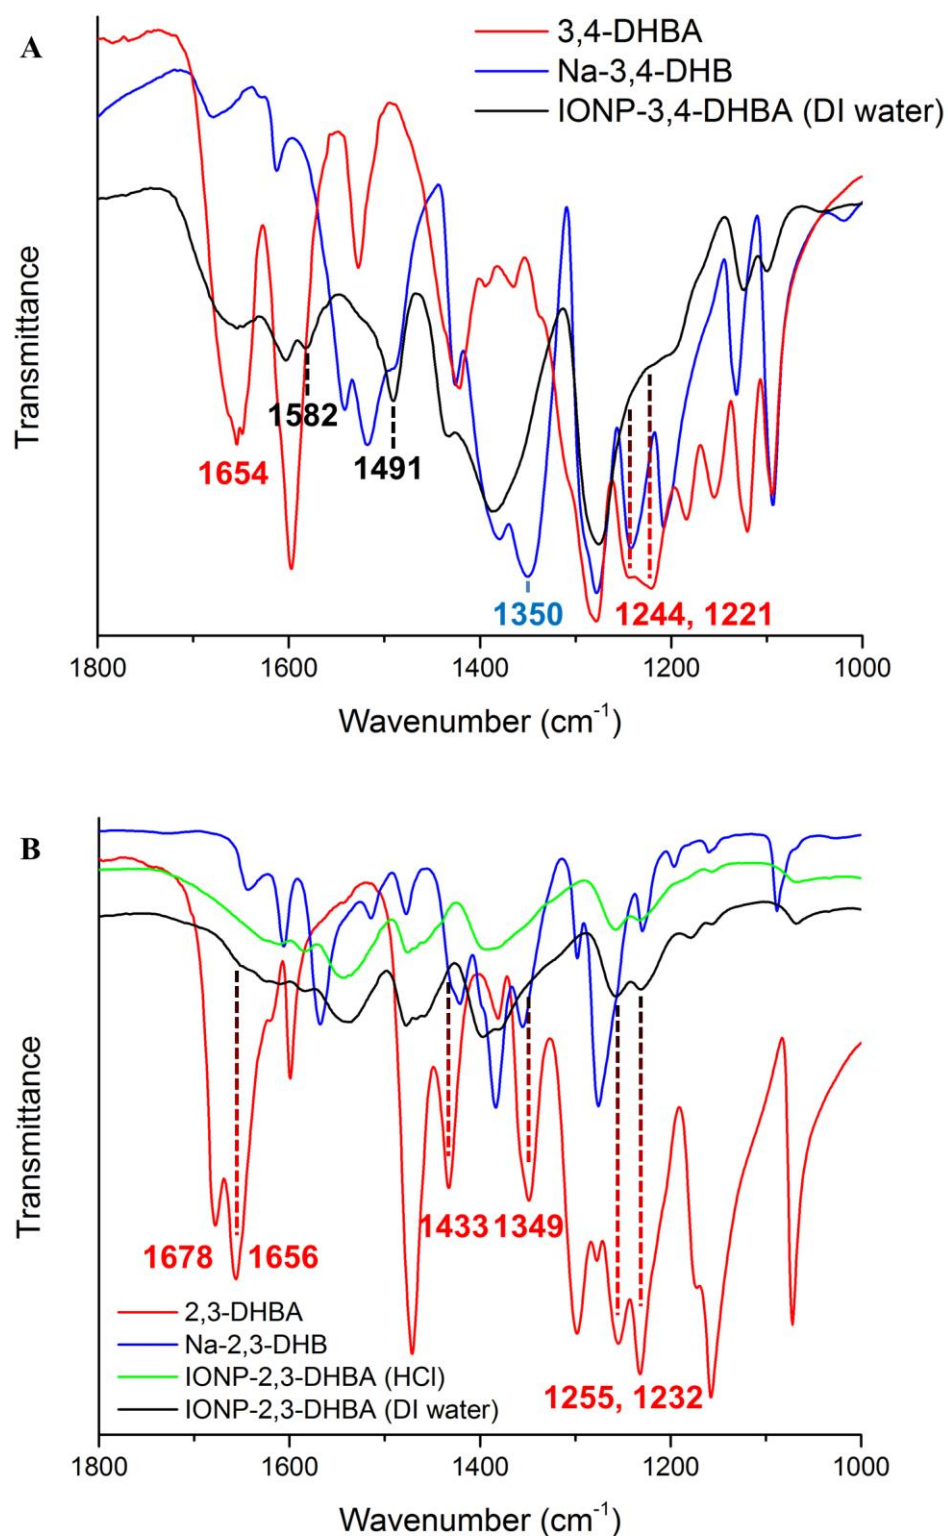 A
3,4-DHBA
Na-3,4-DHB
IONP-3,4-DHBA (DI water)
Transmittance
1654
1582
1491
1350
1244, 1221
1800
1600
1400
1200
1000
Wavenumber (cm⁻¹)
B
Transmittance
1678
1656
1433
1349
1255, 1232
2,3-DHBA
Na-2,3-DHB
IONP-2,3-DHBA (HCl)
IONP-2,3-DHBA (DI water)
1800
1600
1400
1200
1000
Wavenumber (cm⁻¹)